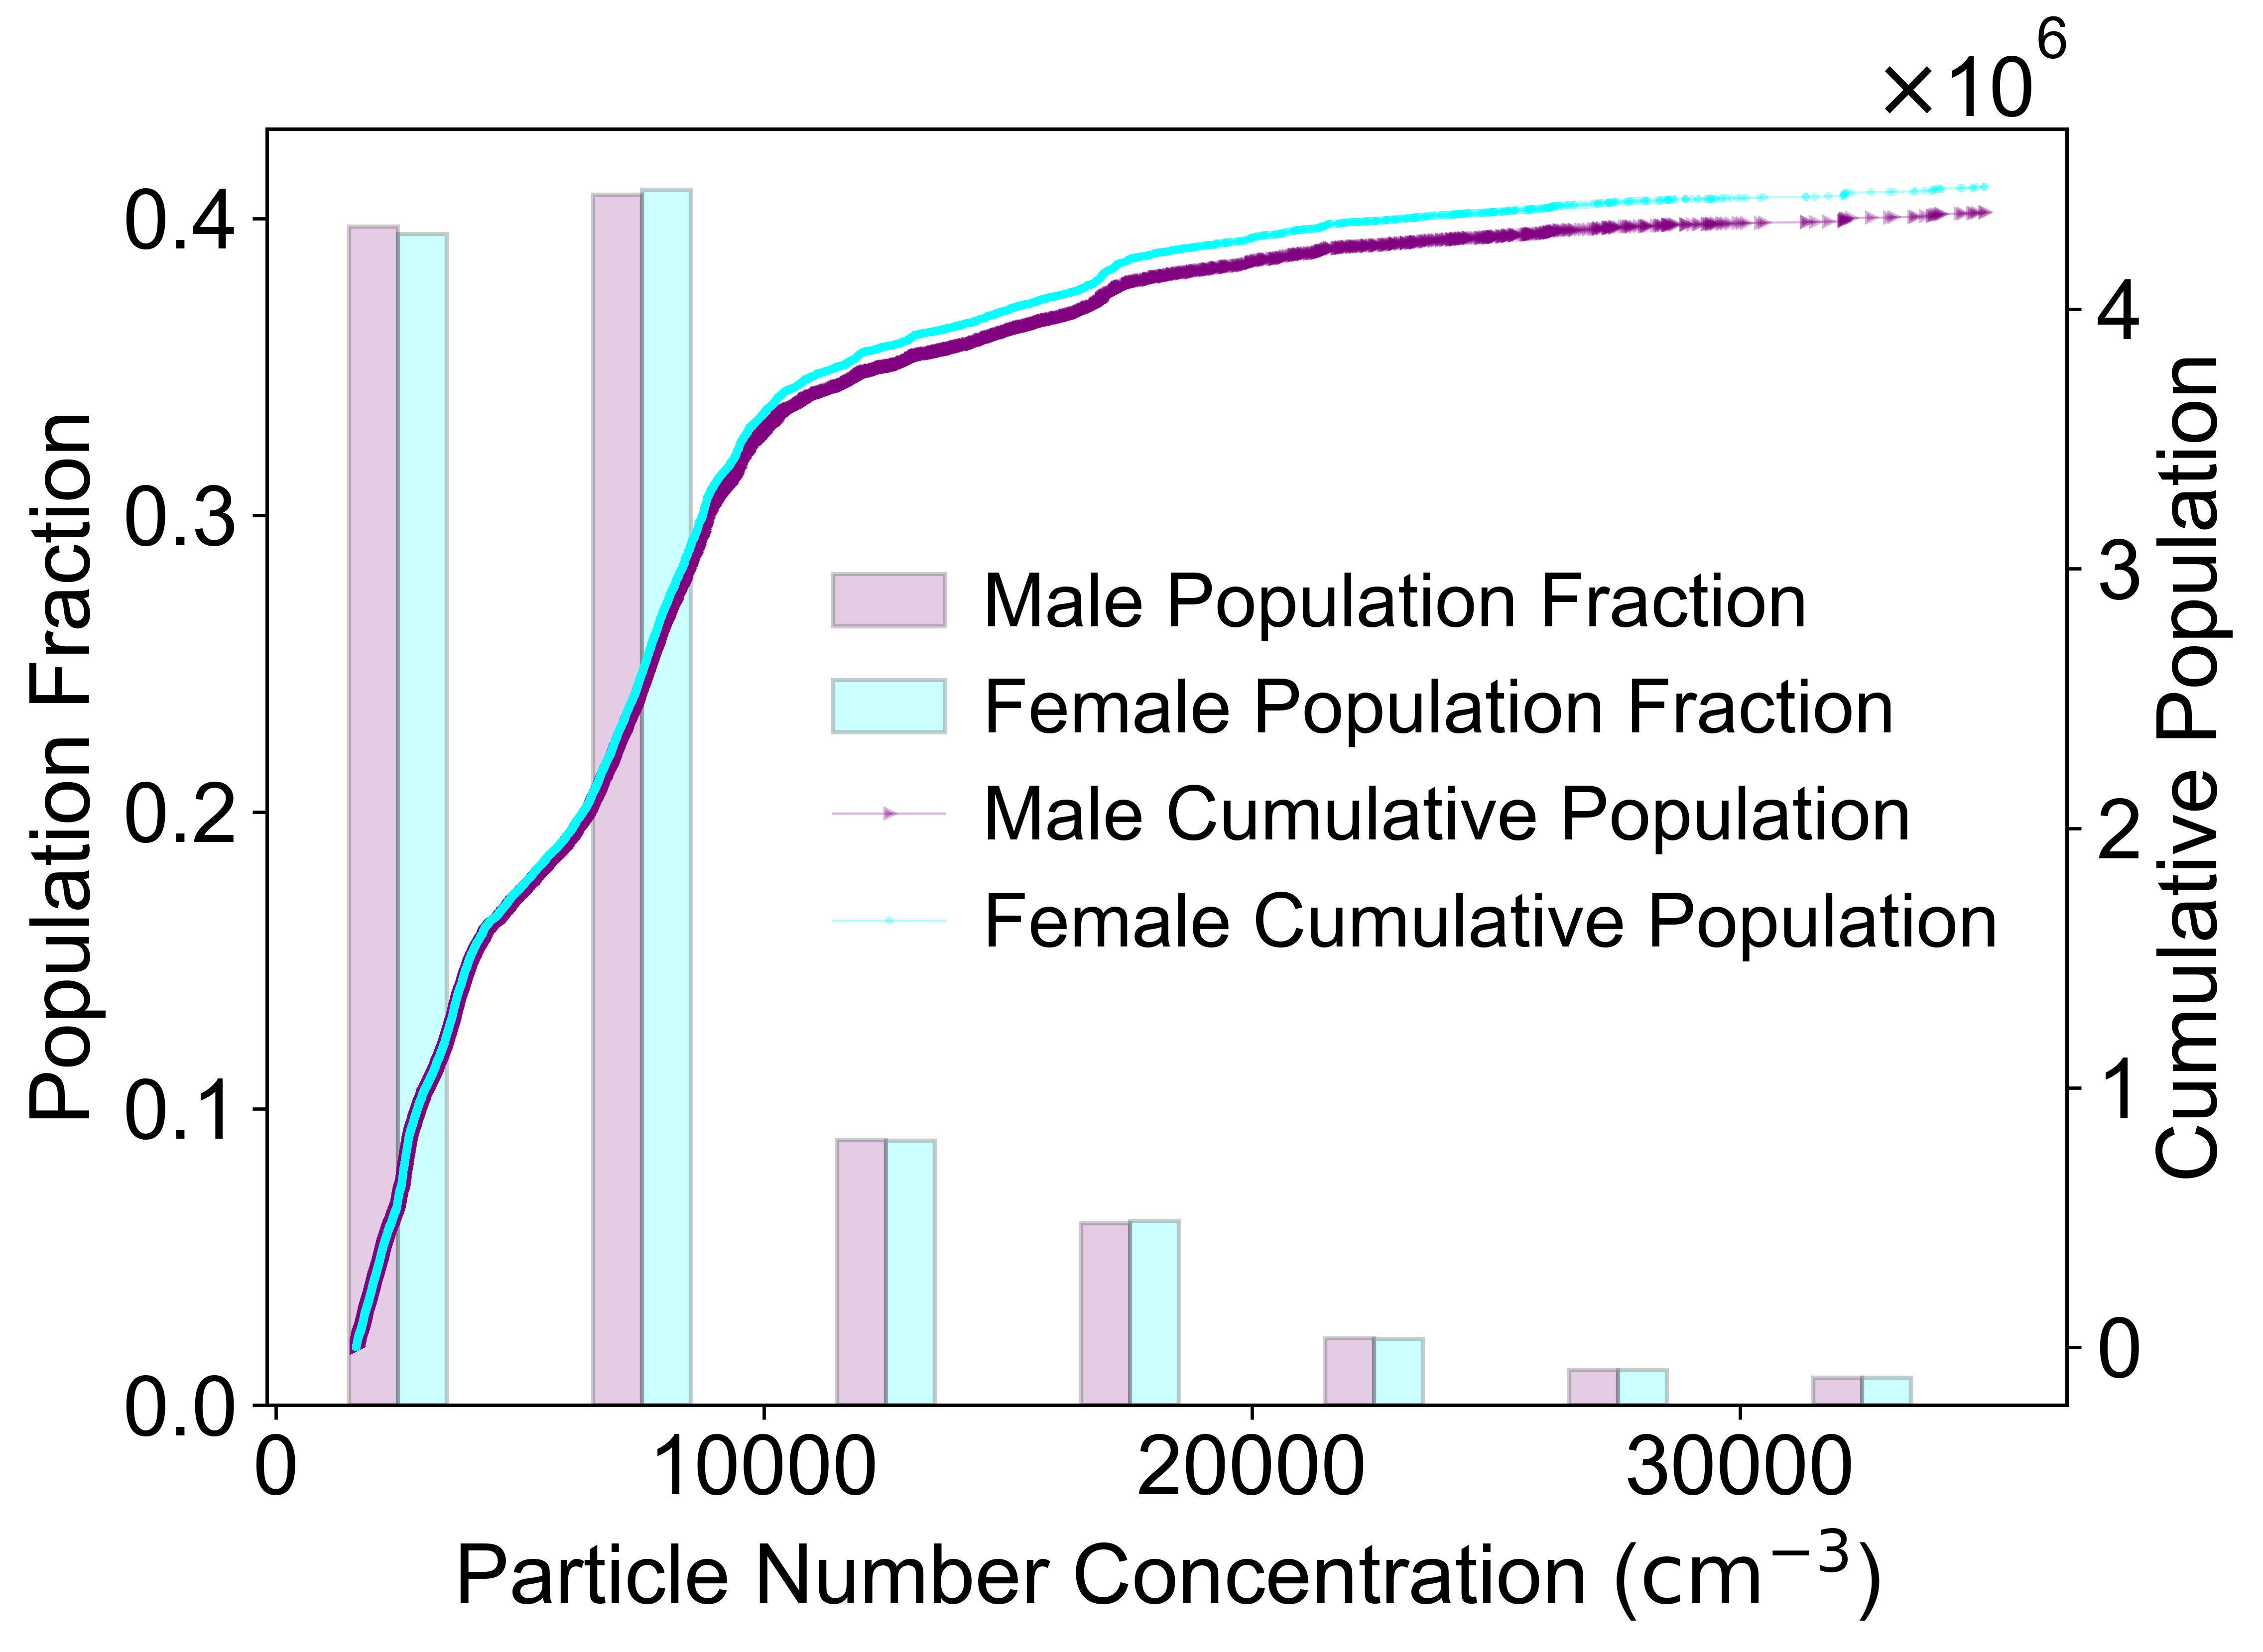 ×10⁶
Population Fraction
0.4
0.3
0.2
0.1
0.0
Male Population Fraction
Female Population Fraction
Male Cumulative Population
Female Cumulative Population
4
3
2
1
0
Cumulative Population
0 10000 20000 30000
Particle Number Concentration (cm⁻³)